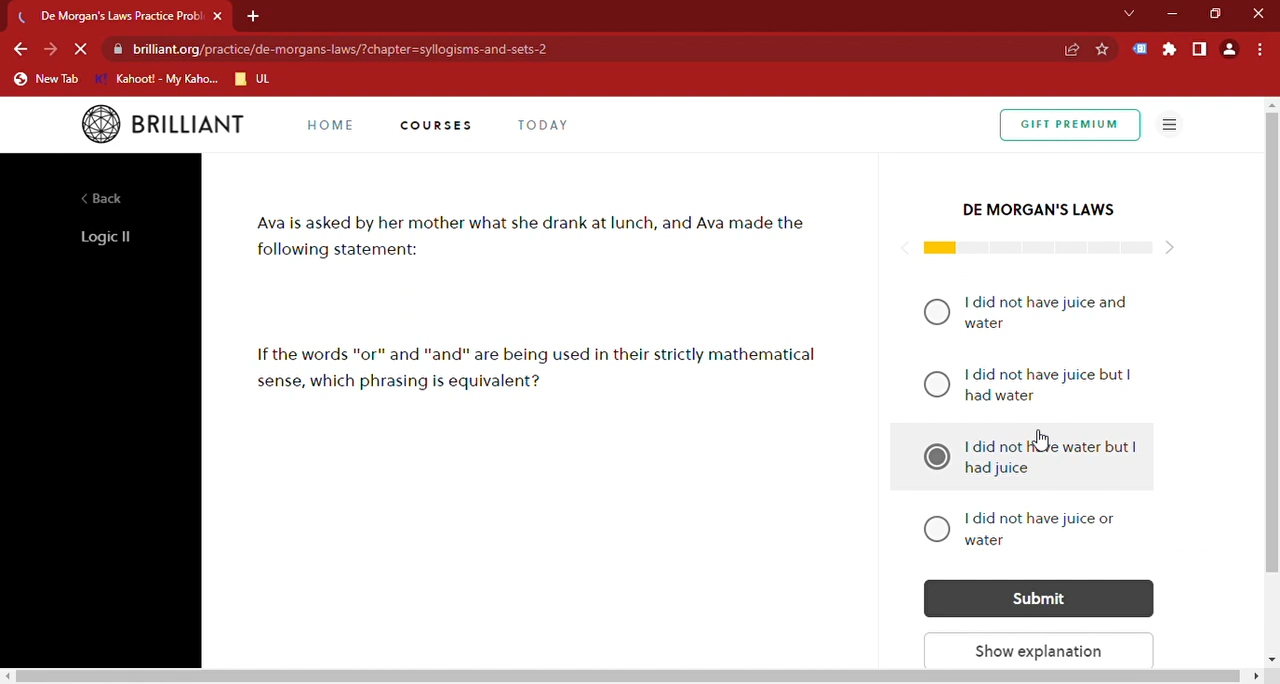 De Morgan's Laws Practice Probl
brilliant.org/practice/de-morgans-laws/?chapter=syllogisms-and-sets-2
New Tab
K! Kahoot! - My Kaho...
UL
BRILLIANT
HOME
COURSES
TODAY
GIFT PREMIUM
< Back
Logic II
Ava is asked by her mother what she drank at lunch, and Ava made the
following statement:
If the words "or" and "and" are being used in their strictly mathematical
sense, which phrasing is equivalent?
DE MORGAN'S LAWS
I did not have juice and
water
I did not have juice but I
had water
I did not have water but I
had juice
I did not have juice or
water
Submit
Show explanation